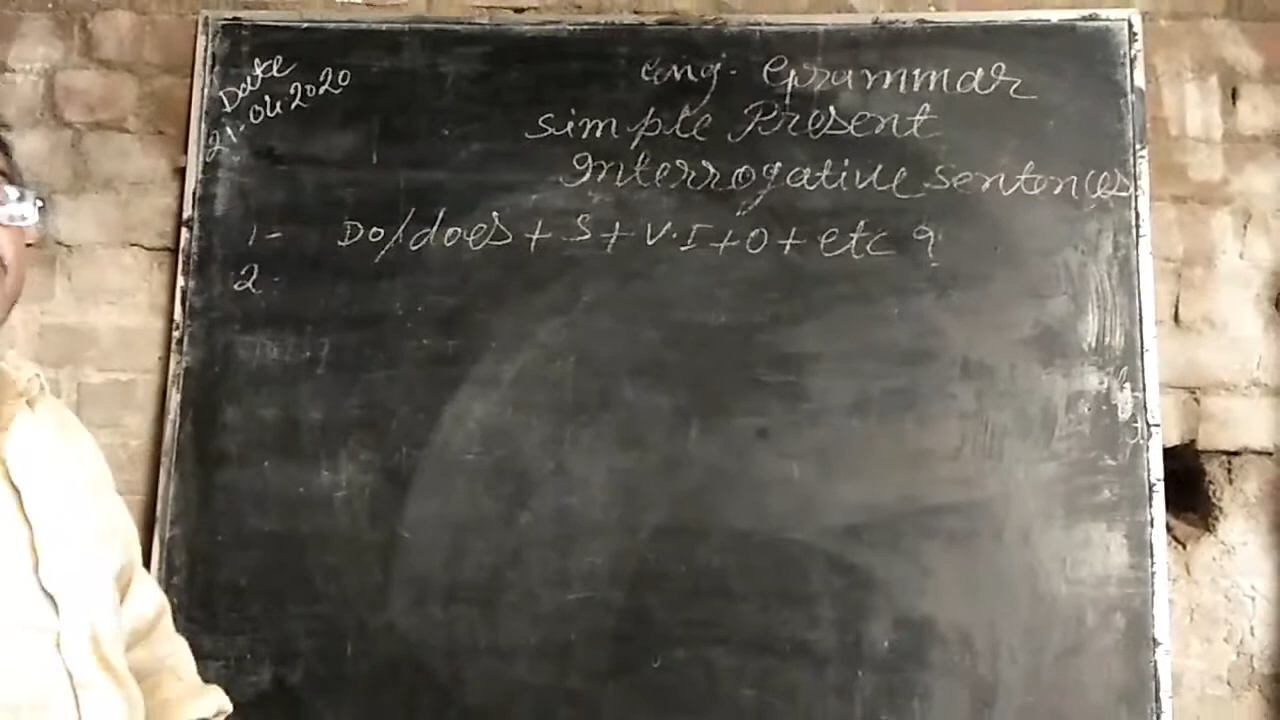 Date
21.04.2020
Eng. Grammar
Simple Present
Interrogative Sentences
1- Do/does + S + V.I + O + etc ?
2.